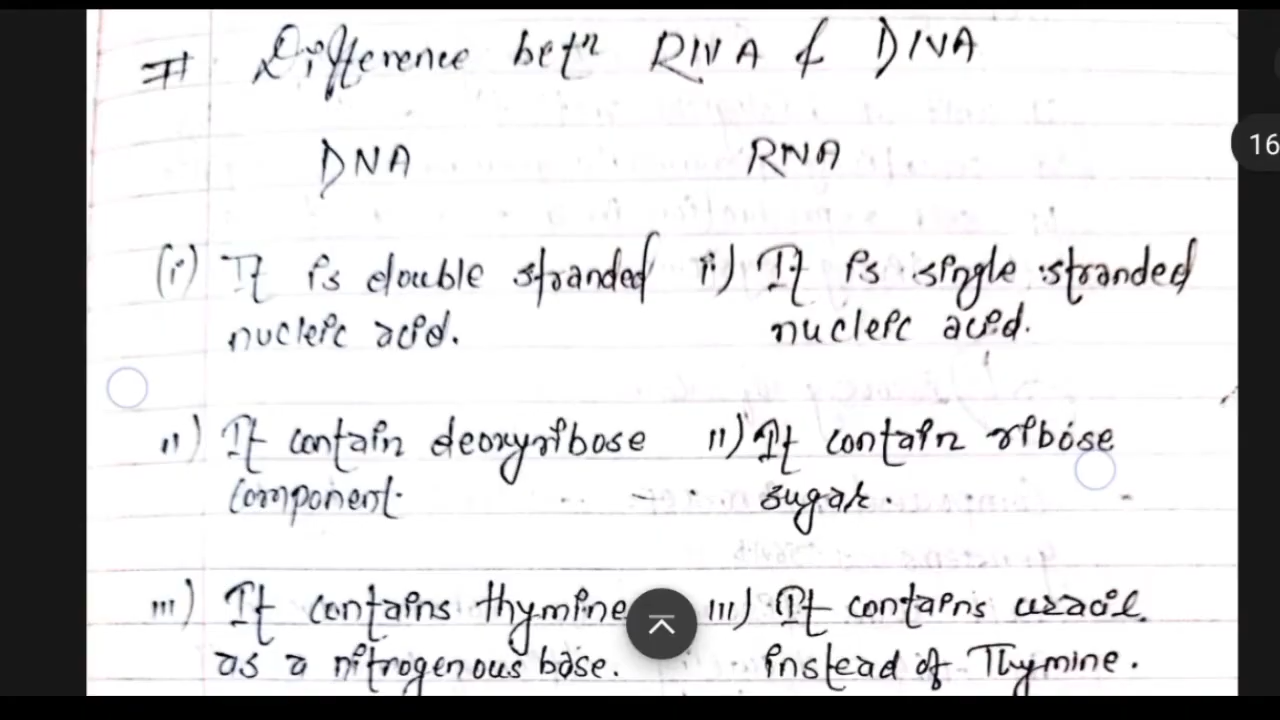 # Difference betn RNA & DNA
16
DNA RNA
(i) It is double stranded i) It is single stranded
nucleic acid. nucleic acid.
ii) It contain deoxyribose ii) It contain ribose
component. sugar.
iii) It contains thymine iii) It contains uracil
as a nitrogenous base. instead of Thymine.